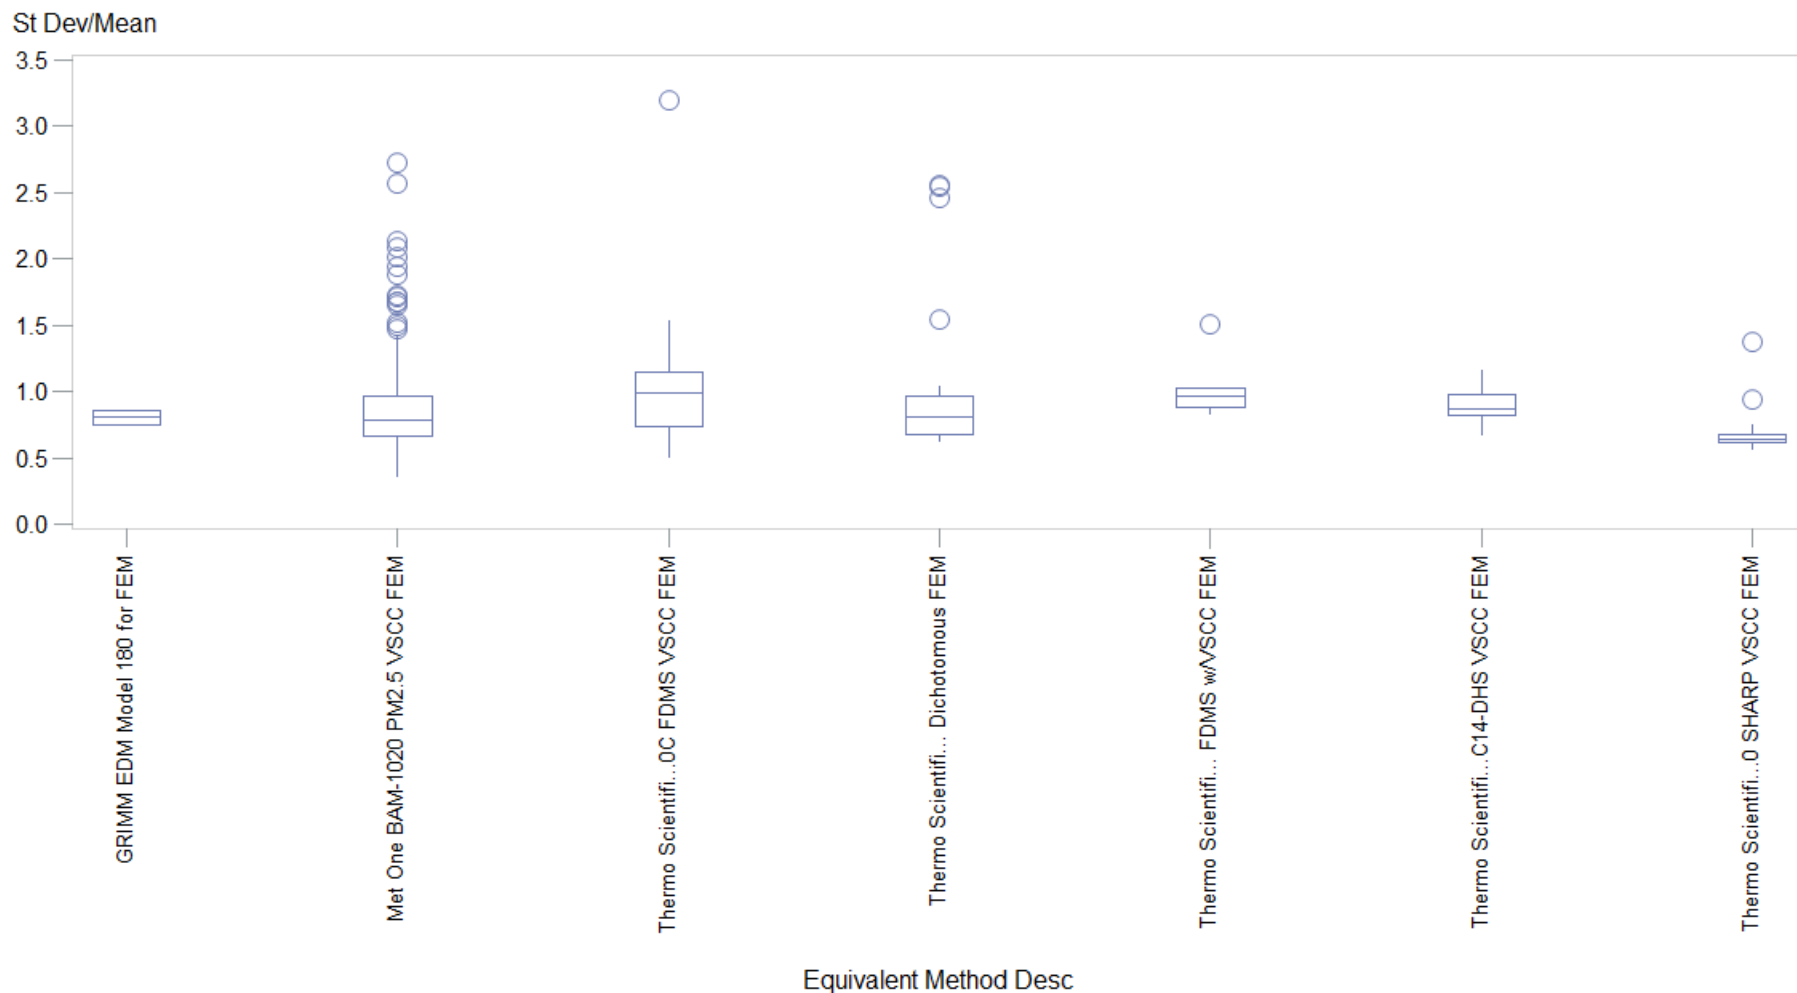 St Dev/Mean
3.5
3.0
2.5
2.0
1.5
1.0
0.5
0.0
GRIMM EDM Model 180 for FEM
Met One BAM-1020 PM2.5 VSCC FEM
Thermo Scientifi...0C FDMS VSCC FEM
Thermo Scientifi... Dichotomous FEM
Thermo Scientifi... FDMS w/VSCC FEM
Thermo Scientifi...C14-DHS VSCC FEM
Thermo Scientifi...0 SHARP VSCC FEM
Equivalent Method Desc